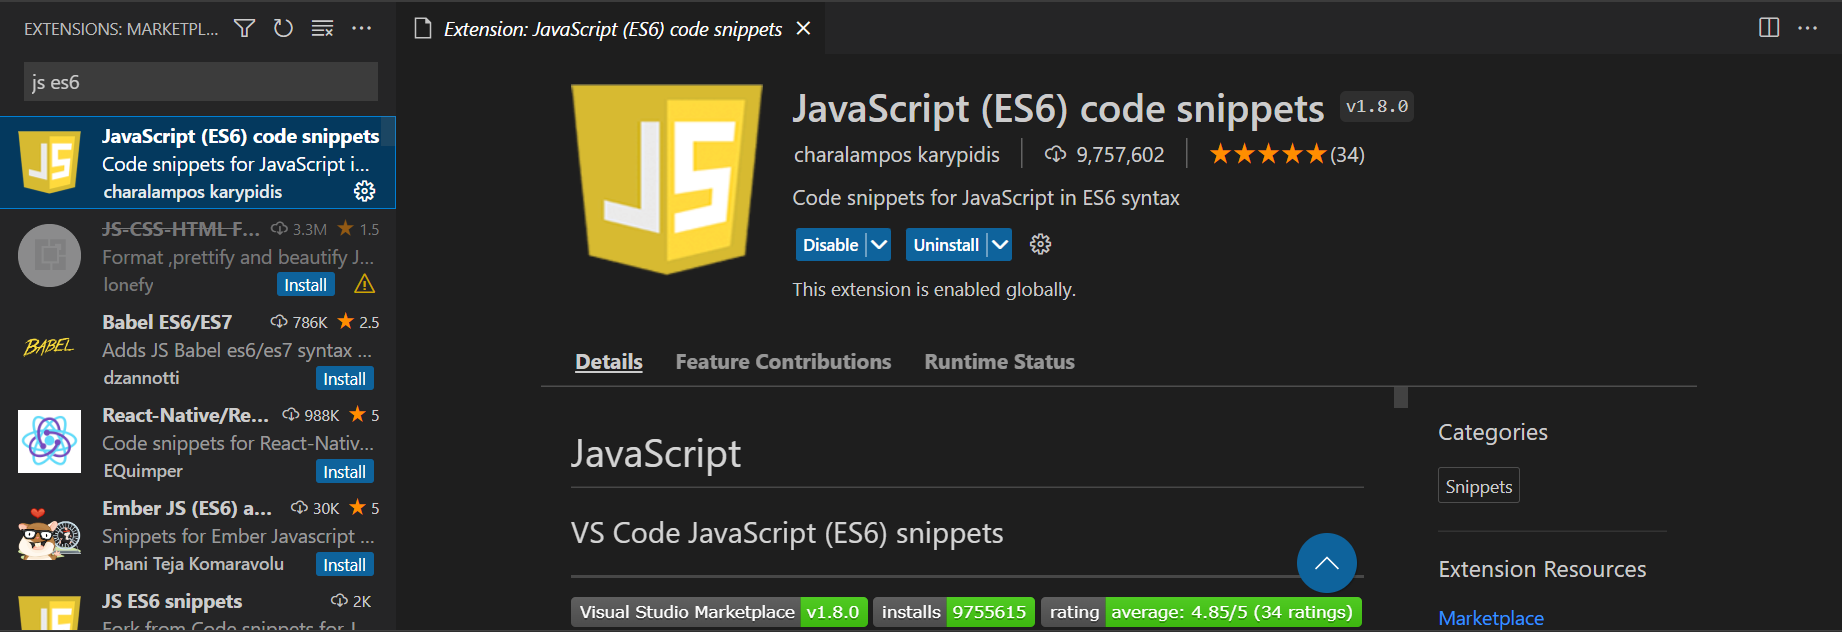 EXTENSIONS: MARKETPL...
js es6
JavaScript (ES6) code snippets
Code snippets for JavaScript i...
charalampos karypidis
JS-CSS-HTML F... 3.3M 1.5
Format ,prettify and beautify J...
lonefy Install
Babel ES6/ES7 786K 2.5
Adds JS Babel es6/es7 syntax ...
dzannotti Install
React-Native/Re... 988K 5
Code snippets for React-Nativ...
EQuimper Install
Ember JS (ES6) a... 30K 5
Snippets for Ember Javascript ...
Phani Teja Komaravolu Install
JS ES6 snippets 2K
Fork from Code snippets for J
BABEL
JS
Extension: JavaScript (ES6) code snippets
JS
JavaScript (ES6) code snippets v1.8.0
charalampos karypidis 9,757,602 (34)
Code snippets for JavaScript in ES6 syntax
Disable Uninstall
This extension is enabled globally.
Details Feature Contributions Runtime Status
JavaScript
VS Code JavaScript (ES6) snippets
Visual Studio Marketplace v1.8.0 installs 9755615 rating average: 4.85/5 (34 ratings)
Categories
Snippets
Extension Resources
Marketplace